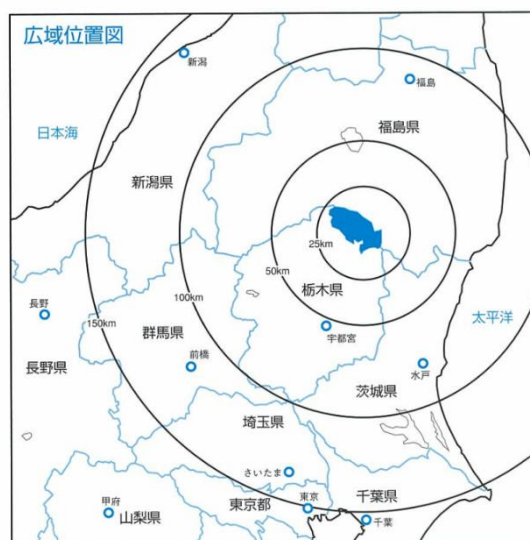 広域位置図
新潟
福島
日本海
福島県
新潟県
25km
50km
栃木県
100km
長野
150km
群馬県
宇都宮
太平洋
長野県
前橋
水戸
茨城県
埼玉県
さいたま
甲府
山梨県
東京都
東京
千葉県
千葉